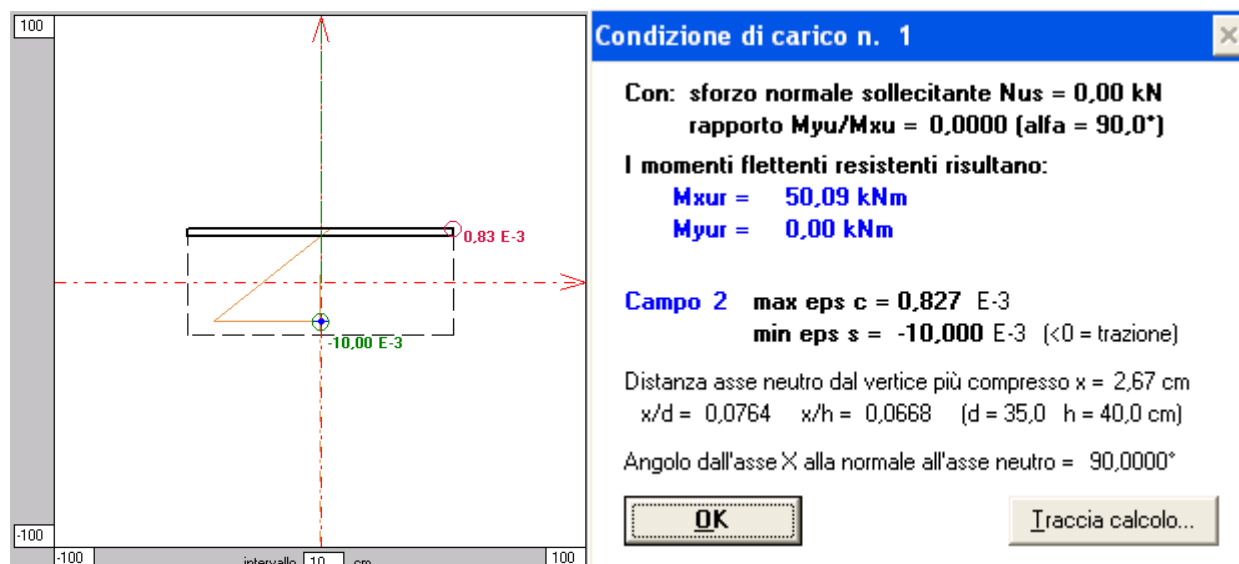 100
0,83 E-3
-10,00 E-3
-100
-100
intervallo 10 cm
100
Condizione di carico n. 1
Con: sforzo normale sollecitante Nus = 0,00 kN
rapporto Myu/Mxu = 0,0000 (alfa = 90,0°)
I momenti flettenti resistenti risultano:
Mxur = 50,09 kNm
Myur = 0,00 kNm
Campo 2 max eps c = 0,827 E-3
min eps s = -10,000 E-3 (<0 = trazione)
Distanza asse neutro dal vertice più compresso x = 2,67 cm
x/d = 0,0764 x/h = 0,0668 (d = 35,0 h = 40,0 cm)
Angolo dall'asse X alla normale all'asse neutro = 90,0000°
OK
Traccia calcolo...